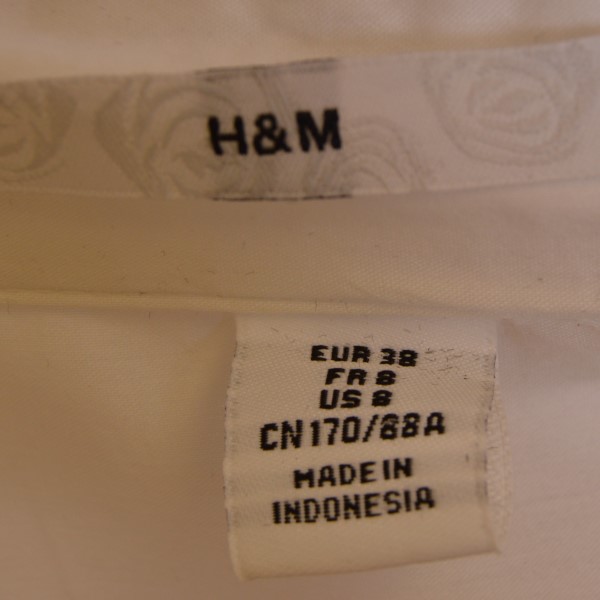 H&M
EUR 38
FR 8
US 8
CN 170/88A
MADE IN
INDONESIA